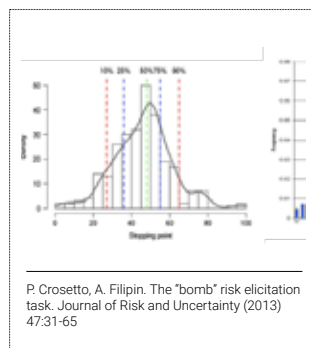 10% 25% 50% 75% 90%
50
40
30
20
10
0
0 20 40 60 80 100
Stopping point
P. Crosetto, A. Filipin. The “bomb” risk elicitation
task. Journal of Risk and Uncertainty (2013)
47:31-65